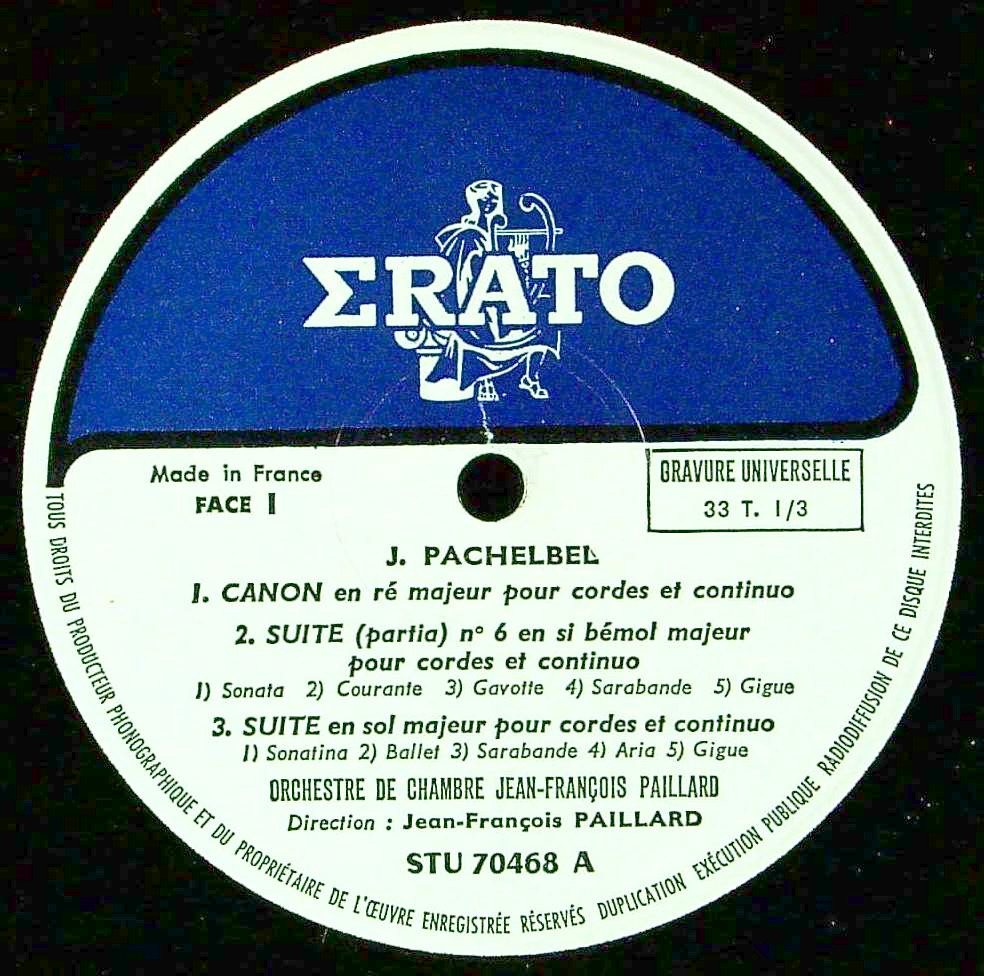 ΣRATO
Made in France
FACE I
GRAVURE UNIVERSELLE
33 T. 1/3
J. PACHELBEL
1. CANON en ré majeur pour cordes et continuo
2. SUITE (partia) n° 6 en si bémol majeur
pour cordes et continuo
1) Sonata 2) Courante 3) Gavotte 4) Sarabande 5) Gigue
3. SUITE en sol majeur pour cordes et continuo
1) Sonatina 2) Ballet 3) Sarabande 4) Aria 5) Gigue
ORCHESTRE DE CHAMBRE JEAN-FRANÇOIS PAILLARD
Direction : Jean-François PAILLARD
STU 70468 A
TOUS DROITS DU PRODUCTEUR PHONOGRAPHIQUE ET DU PROPRIÉTAIRE DE L'ŒUVRE ENREGISTRÉE RÉSERVÉS DUPLICATION EXÉCUTION PUBLIQUE RADIODIFFUSION DE CE DISQUE INTERDITES